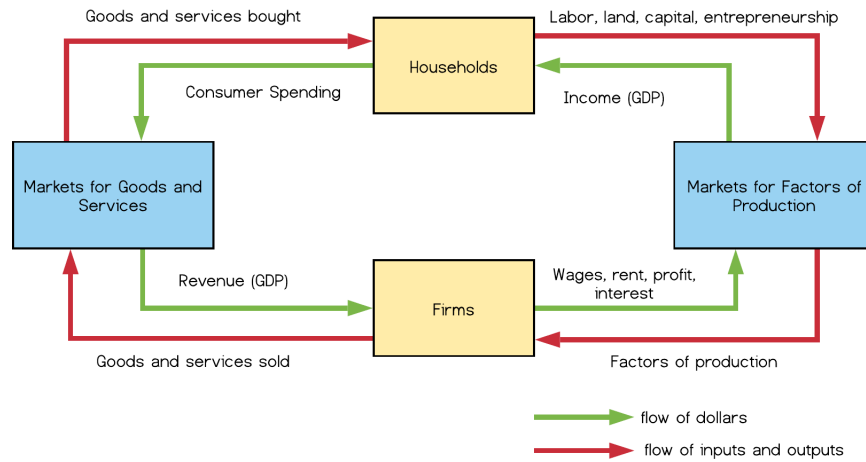 Goods and services bought
Labor, land, capital, entrepreneurship
Households
Consumer Spending
Income (GDP)
Markets for Goods and
Services
Markets for Factors of
Production
Revenue (GDP)
Wages, rent, profit,
interest
Firms
Goods and services sold
Factors of production
flow of dollars
flow of inputs and outputs